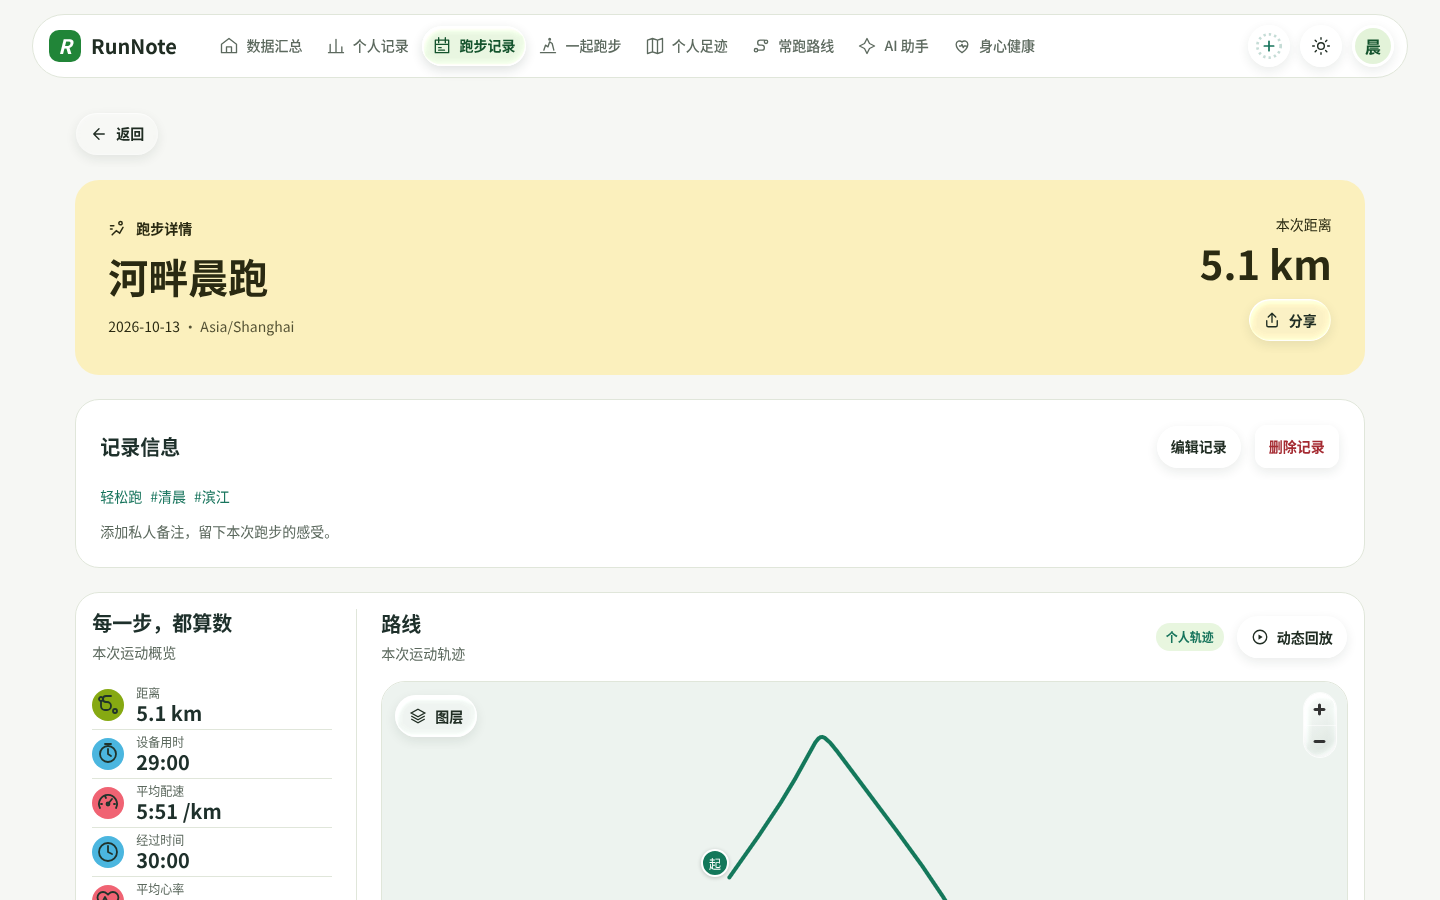 R RunNote 数据汇总 个人记录 跑步记录 一起跑步 个人足迹 常跑路线 AI 助手 身心健康 晨
返回
跑步详情
河畔晨跑
2026-10-13 • Asia/Shanghai
本次距离
5.1 km
分享
记录信息
编辑记录 删除记录
轻松跑 #清晨 #滨江
添加私人备注，留下本次跑步的感受。
每一步，都算数
本次运动概览
距离
5.1 km
设备用时
29:00
平均配速
5:51 /km
经过时间
30:00
平均心率
路线
本次运动轨迹
个人轨迹 动态回放
图层
+
−
起